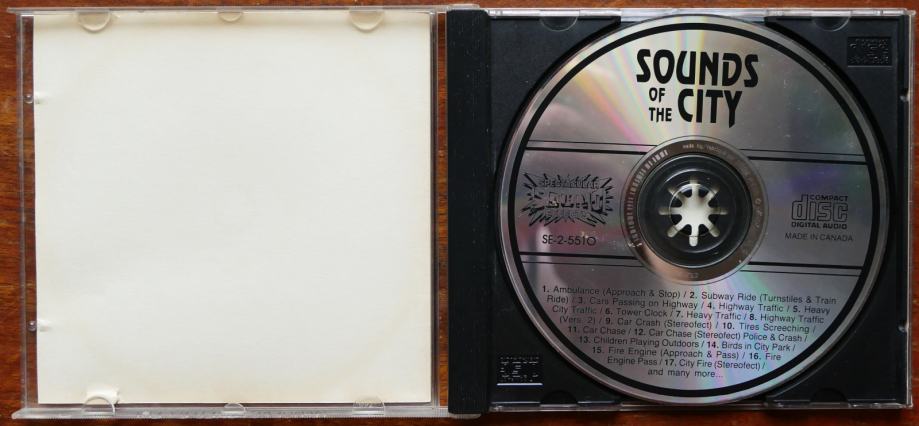 SOUNDS
OF THE CITY
SPECTACULAR
SOUND
EFFECTS
SE-2-5510
COMPACT
disc
DIGITAL AUDIO
MADE IN CANADA
1. Ambulance (Approach & Stop) / 2. Subway Ride (Turnstiles & Train
Ride) / 3. Cars Passing on Highway / 4. Highway Traffic / 5. Heavy
City Traffic / 6. Tower Clock / 7. Heavy Traffic / 8. Highway Traffic
(Vers. 2) / 9. Car Crash (Stereofect) / 10. Tires Screeching /
11. Car Chase / 12. Car Chase (Stereofect) Police & Crash /
13. Children Playing Outdoors / 14. Birds in City Park /
15. Fire Engine (Approach & Pass) / 16. Fire
Engine Pass / 17. City Fire (Stereofect) /
and many more...